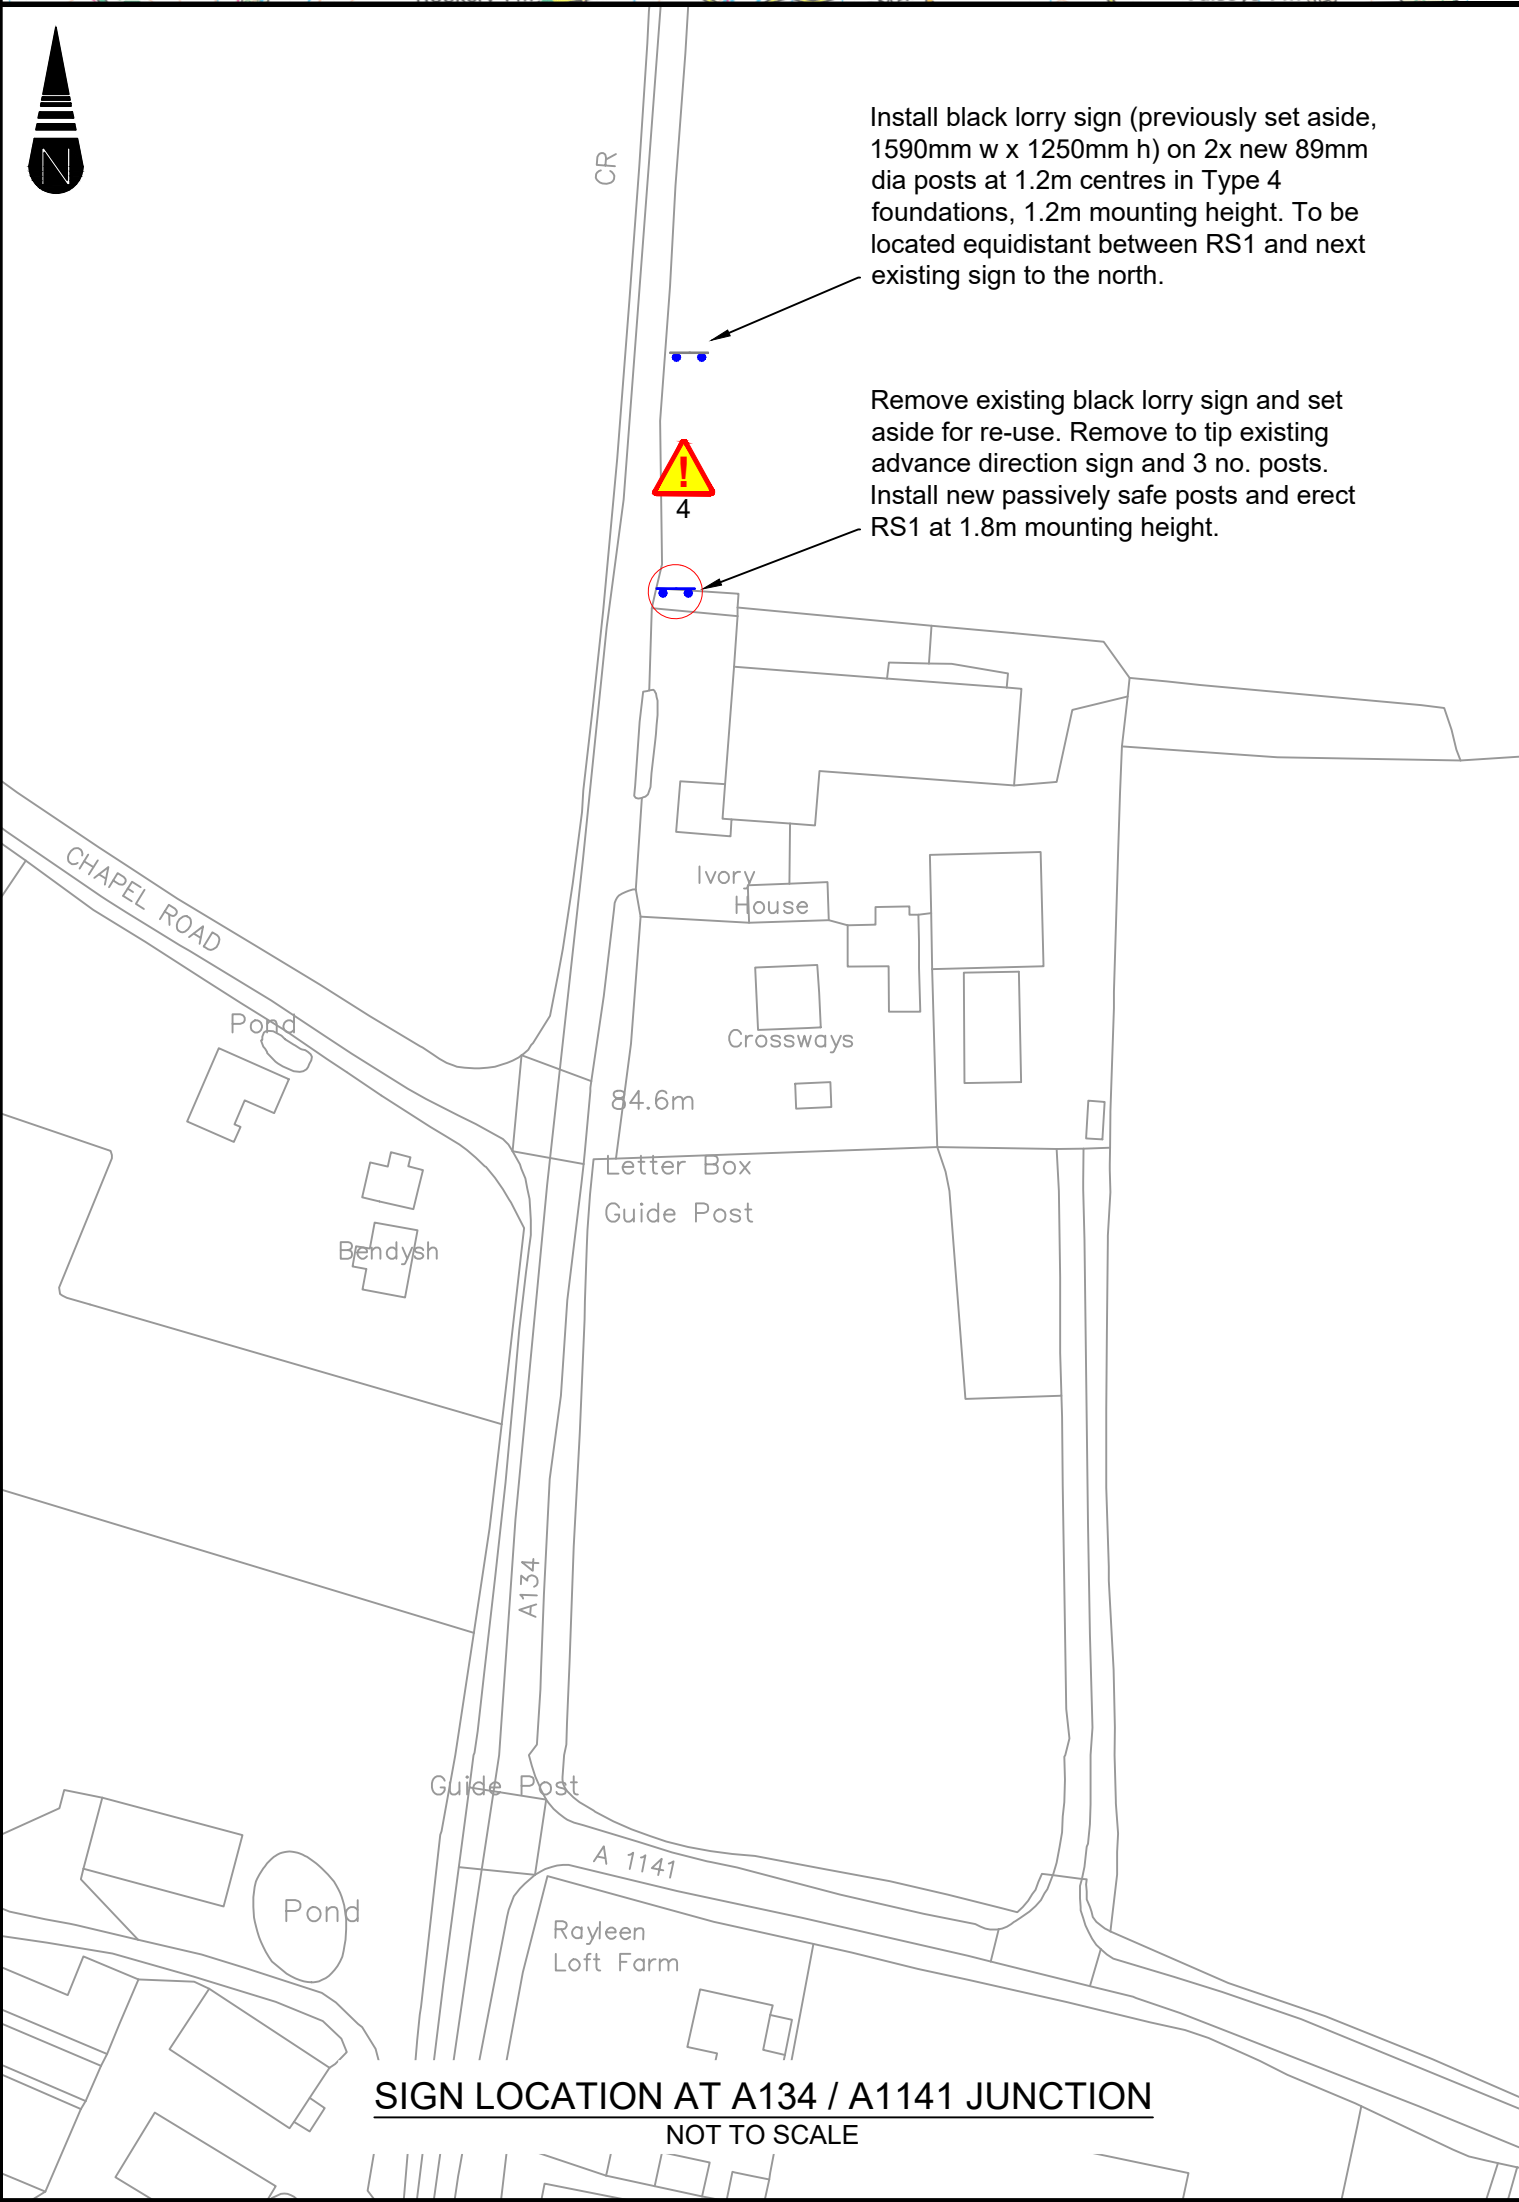 N
CR
Install black lorry sign (previously set aside,
1590mm w x 1250mm h) on 2x new 89mm
dia posts at 1.2m centres in Type 4
foundations, 1.2m mounting height. To be
located equidistant between RS1 and next
existing sign to the north.
Remove existing black lorry sign and set
aside for re-use. Remove to tip existing
advance direction sign and 3 no. posts.
Install new passively safe posts and erect
RS1 at 1.8m mounting height.
!
4
CHAPEL ROAD
Ivory
House
Pond
Crossways
84.6m
Letter Box
Guide Post
Bendysh
A134
Guide Post
A 1141
Pond
Rayleen
Loft Farm
SIGN LOCATION AT A134 / A1141 JUNCTION
NOT TO SCALE